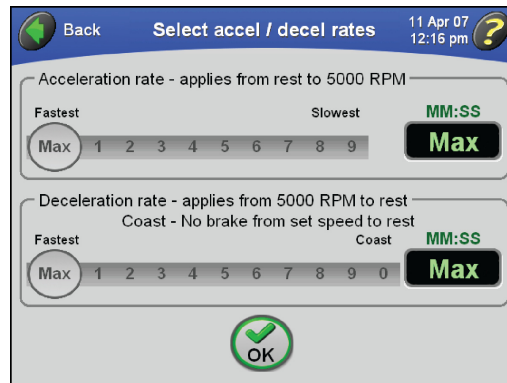 Back
Select accel / decel rates
11 Apr 07
12:16 pm
?
Acceleration rate - applies from rest to 5000 RPM
Fastest
Slowest
MM:SS
Max 1 2 3 4 5 6 7 8 9
Max
Deceleration rate - applies from 5000 RPM to rest
Coast - No brake from set speed to rest
Fastest
Coast
MM:SS
Max 1 2 3 4 5 6 7 8 9 0
Max
OK